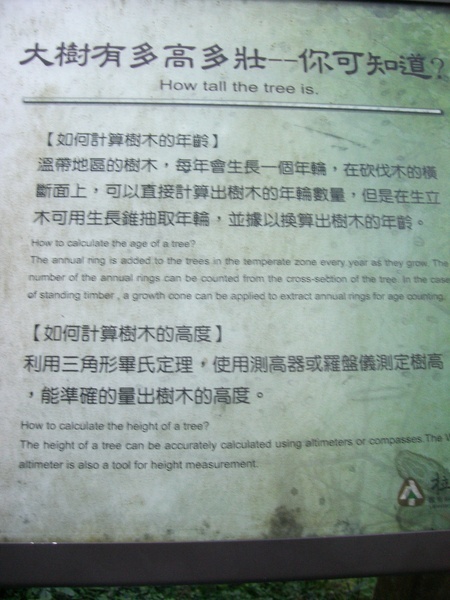 大樹有多高多壯--你可知道?
How tall the tree is.
【如何計算樹木的年齡】
溫帶地區的樹木，每年會生長一個年輪，在砍伐木的橫
斷面上，可以直接計算出樹木的年輪數量，但是在生立
木可用生長錐抽取年輪，並據以換算出樹木的年齡。
How to calculate the age of a tree?
The annual ring is added to the trees in the temperate zone every year as they grow. The
number of the annual rings can be counted from the cross-section of the tree. In the case
of standing timber , a growth cone can be applied to extract annual rings for age counting.
【如何計算樹木的高度】
利用三角形畢氏定理，使用測高器或羅盤儀測定樹高
，能準確的量出樹木的高度。
How to calculate the height of a tree?
The height of a tree can be accurately calculated using altimeters or compasses.The
altimeter is also a tool for height measurement.